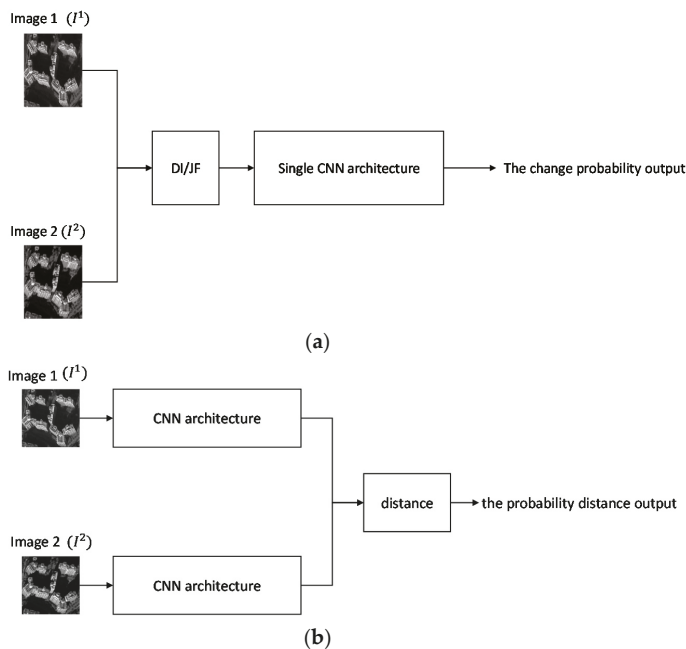 Image 1 (I¹)
DI/JF
Single CNN architecture
The change probability output
Image 2 (I²)
(a)
Image 1 (I¹)
CNN architecture
distance
the probability distance output
Image 2 (I²)
CNN architecture
(b)